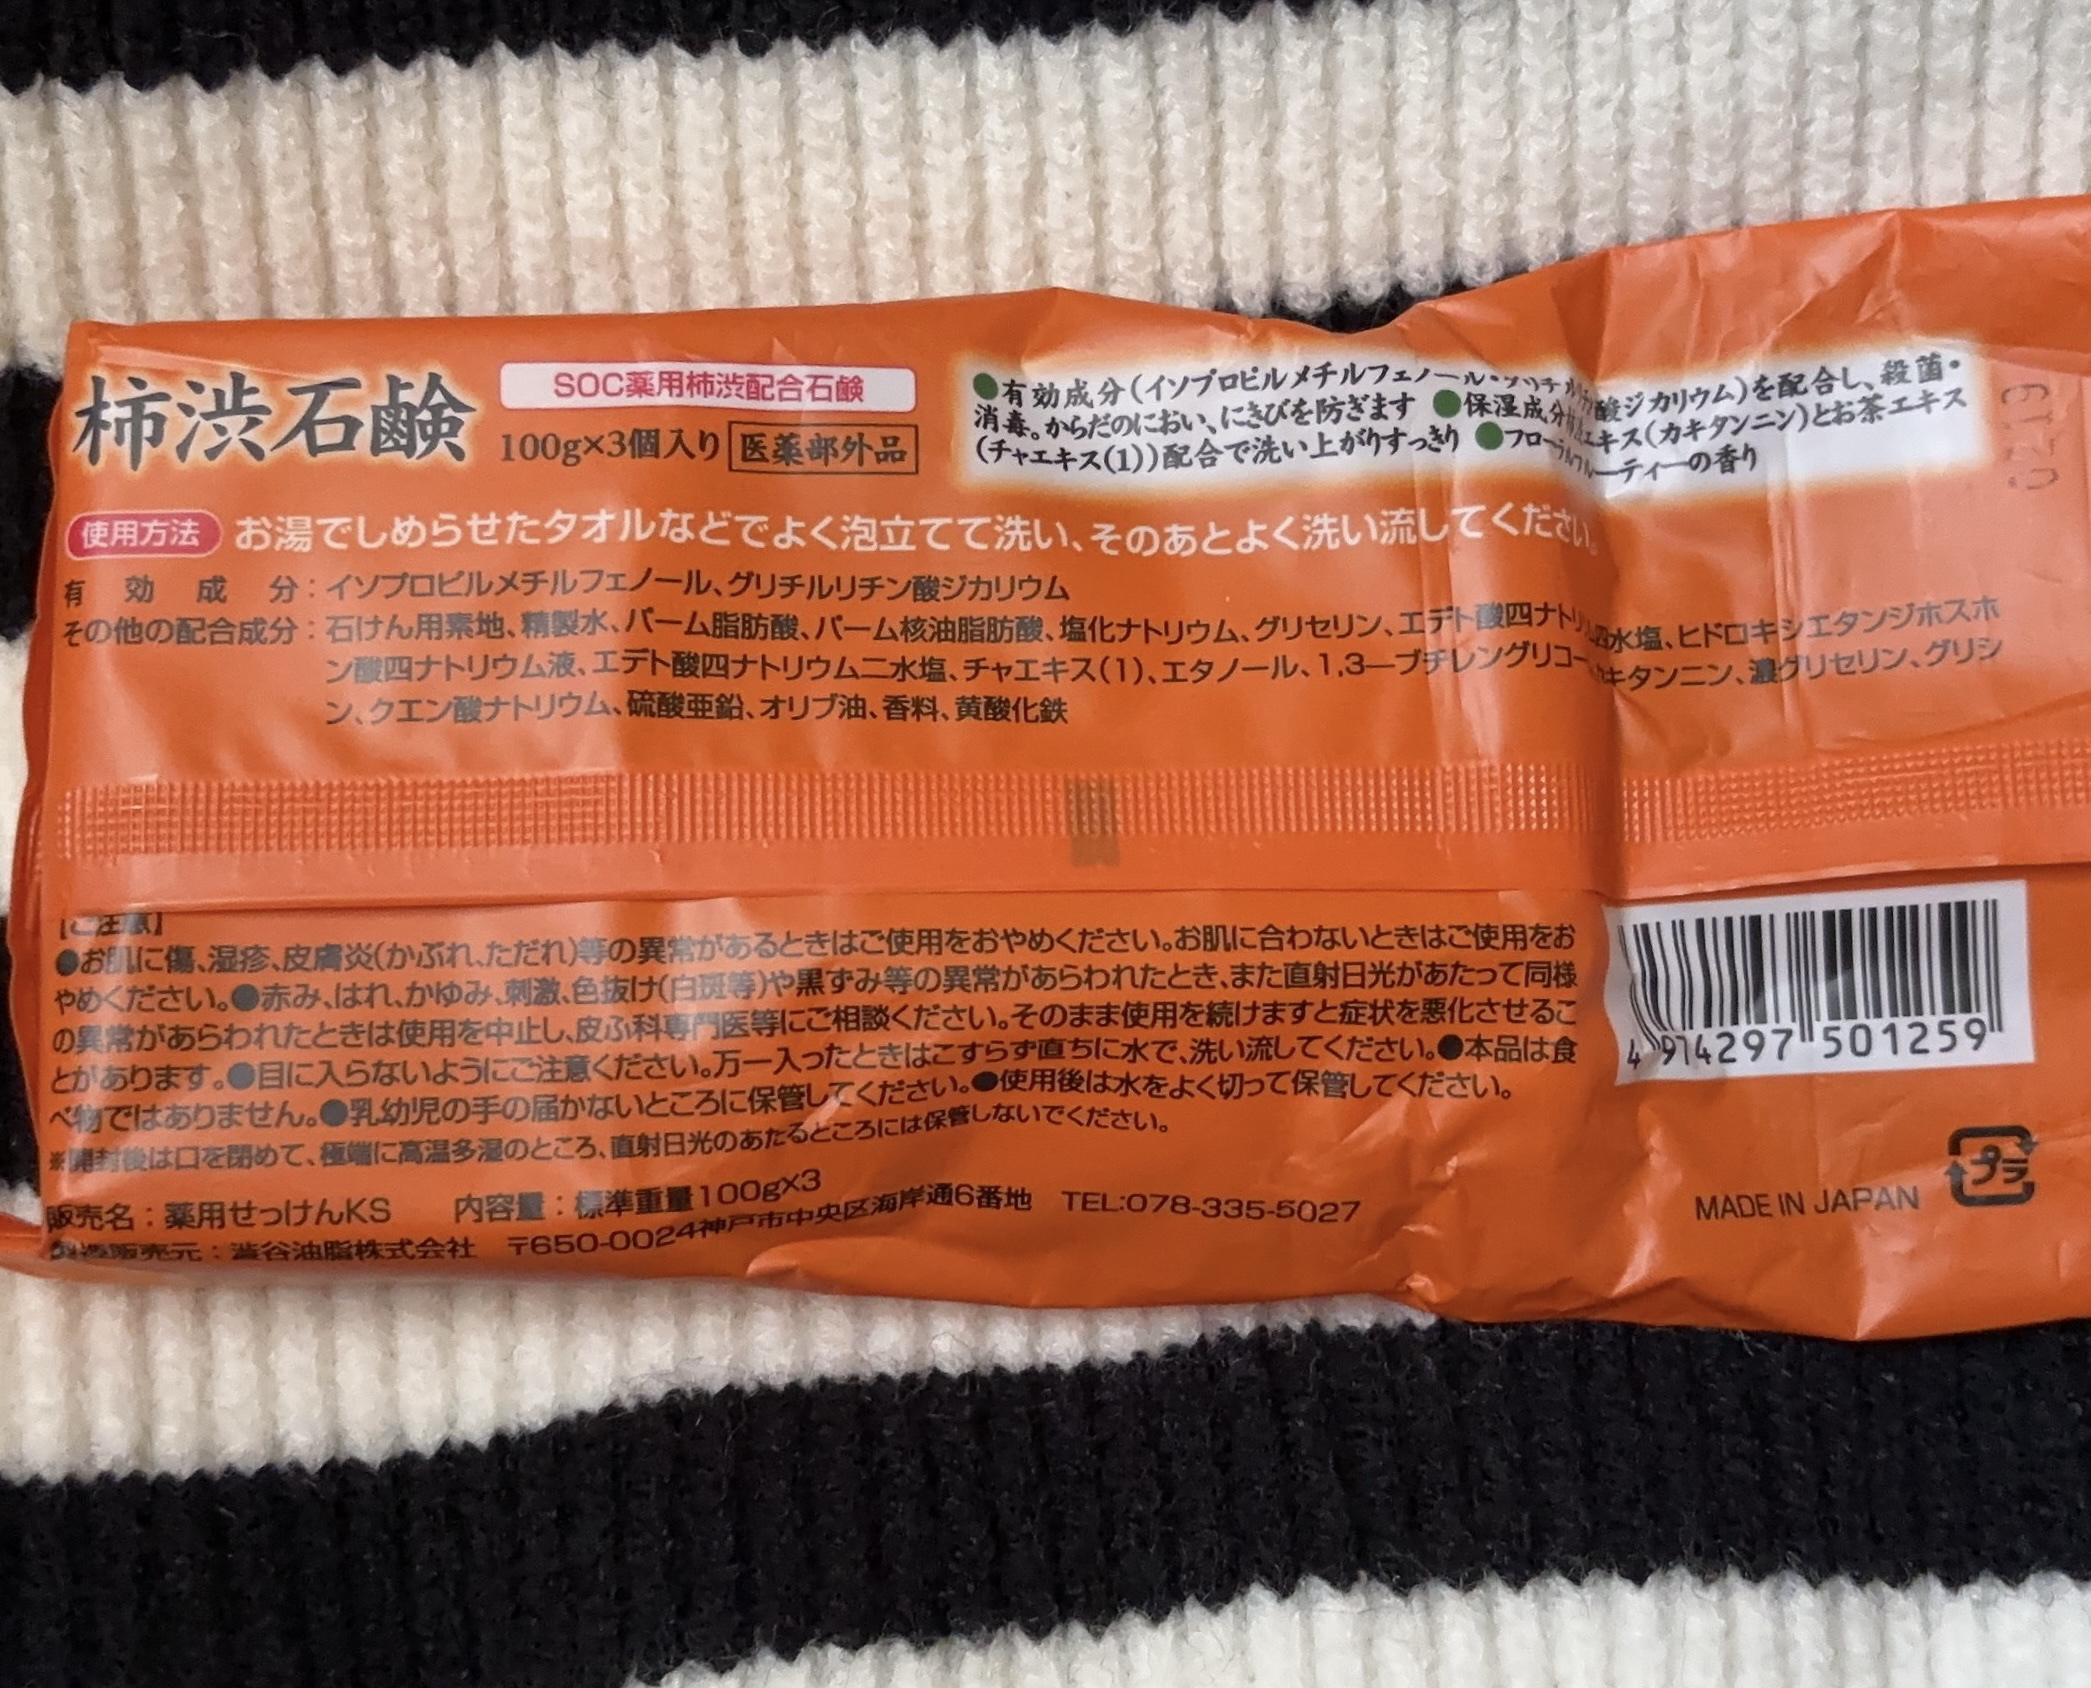 柿渋石鹸
SOC薬用柿渋配合石鹸
100g×3個入り 医薬部外品
●有効成分(イソプロピルメチルフェノール・グリチルリチン酸ジカリウム)を配合し、殺菌・
消毒。からだのにおい、にきびを防ぎます ●保湿成分柿渋エキス(カキタンニン)とお茶エキス
(チャエキス(1))配合で洗い上がりすっきり ●フローラルフルーティーの香り
使用方法 お湯でしめらせたタオルなどでよく泡立てて洗い、そのあとよく洗い流してください。
有効成分:イソプロピルメチルフェノール、グリチルリチン酸ジカリウム
その他の配合成分:石けん用素地、精製水、パーム脂肪酸、パーム核油脂肪酸、塩化ナトリウム、グリセリン、エデト酸四ナトリウム四水塩、ヒドロキシエタンジホスホ
ン酸四ナトリウム液、エデト酸四ナトリウム二水塩、チャエキス(1)、エタノール、1,3―ブチレングリコール、カキタンニン、濃グリセリン、グリシ
ン、クエン酸ナトリウム、硫酸亜鉛、オリブ油、香料、黄酸化鉄
【ご注意】
●お肌に傷、湿疹、皮膚炎(かぶれ、ただれ)等の異常があるときはご使用をおやめください。お肌に合わないときはご使用をお
やめください。●赤み、はれ、かゆみ、刺激、色抜け(白斑等)や黒ずみ等の異常があらわれたとき、また直射日光があたって同様
の異常があらわれたときは使用を中止し、皮ふ科専門医等にご相談ください。そのまま使用を続けますと症状を悪化させるこ
とがあります。●目に入らないようにご注意ください。万一入ったときはこすらず直ちに水で、洗い流してください。●本品は食
べ物ではありません。●乳幼児の手の届かないところに保管してください。●使用後は水をよく切って保管してください。
※開封後は口を閉めて、極端に高温多湿のところ、直射日光のあたるところには保管しないでください。
販売名:薬用せっけんKS 内容量:標準重量100g×3
製造販売元:澁谷油脂株式会社 〒650-0024神戸市中央区海岸通6番地 TEL:078-335-5027
4 974297 501259
MADE IN JAPAN
プラ